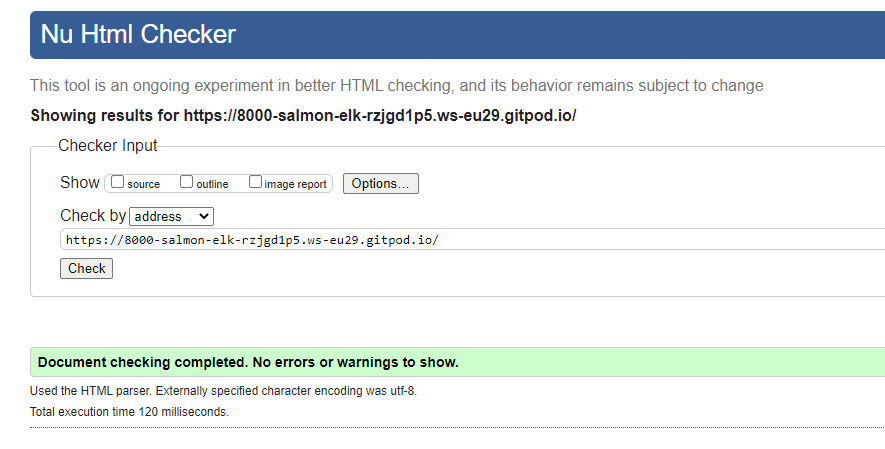 Nu Html Checker
This tool is an ongoing experiment in better HTML checking, and its behavior remains subject to change
Showing results for https://8000-salmon-elk-rzjgd1p5.ws-eu29.gitpod.io/
Checker Input
Show source outline image report Options...
Check by address
https://8000-salmon-elk-rzjgd1p5.ws-eu29.gitpod.io/
Check
Document checking completed. No errors or warnings to show.
Used the HTML parser. Externally specified character encoding was utf-8.
Total execution time 120 milliseconds.